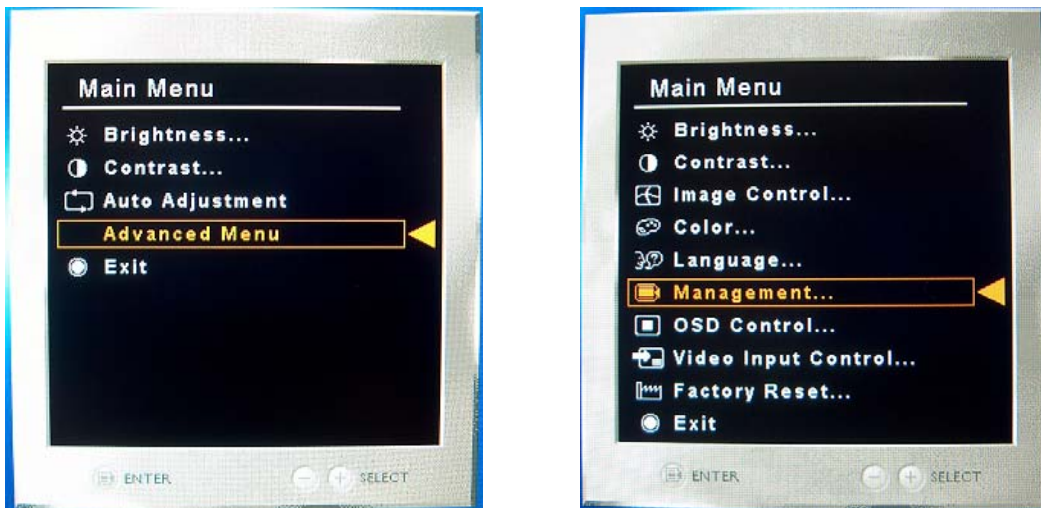 Main Menu
Brightness...
Contrast...
Auto Adjustment
Advanced Menu
Exit
ENTER
SELECT
Main Menu
Brightness...
Contrast...
Image Control...
Color...
Language...
Management...
OSD Control...
Video Input Control...
Factory Reset...
Exit
ENTER
SELECT